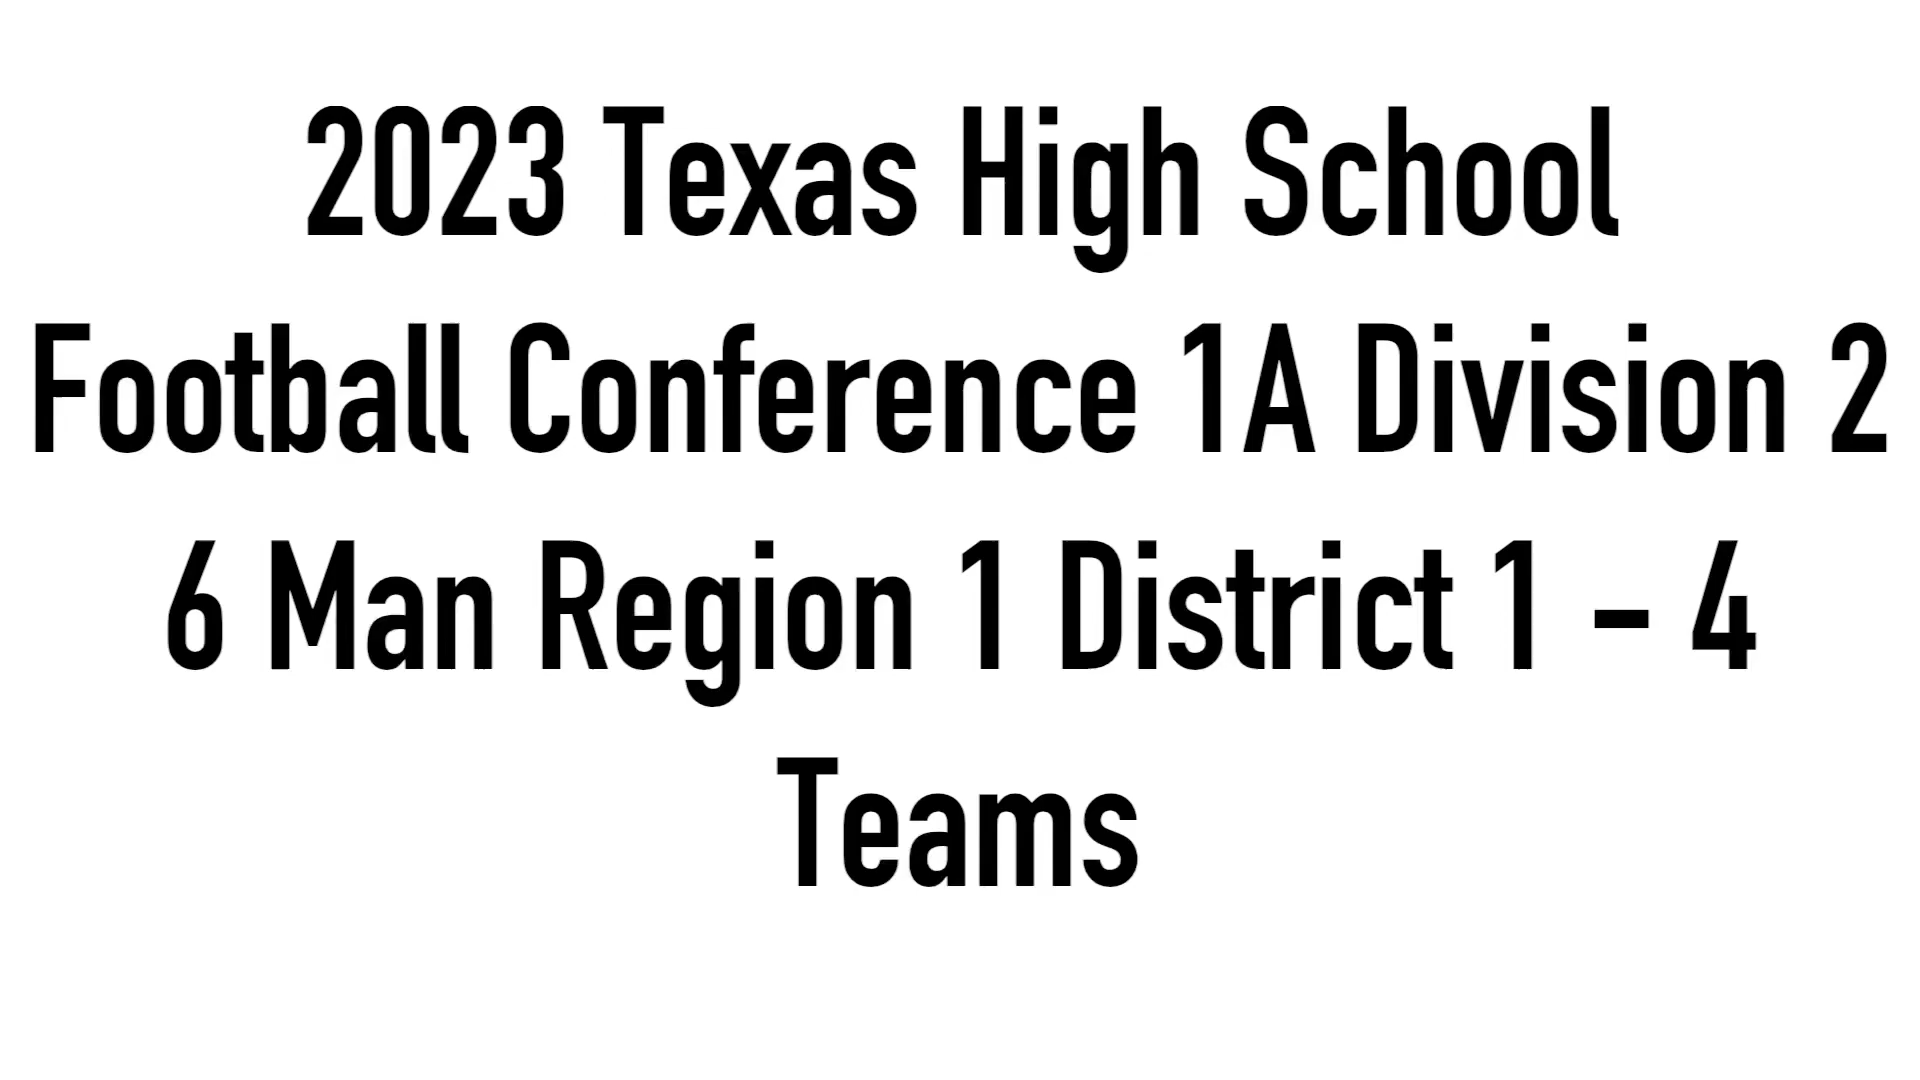 2023 Texas High School
Football Conference 1A Division 2
6 Man Region 1 District 1 - 4
Teams